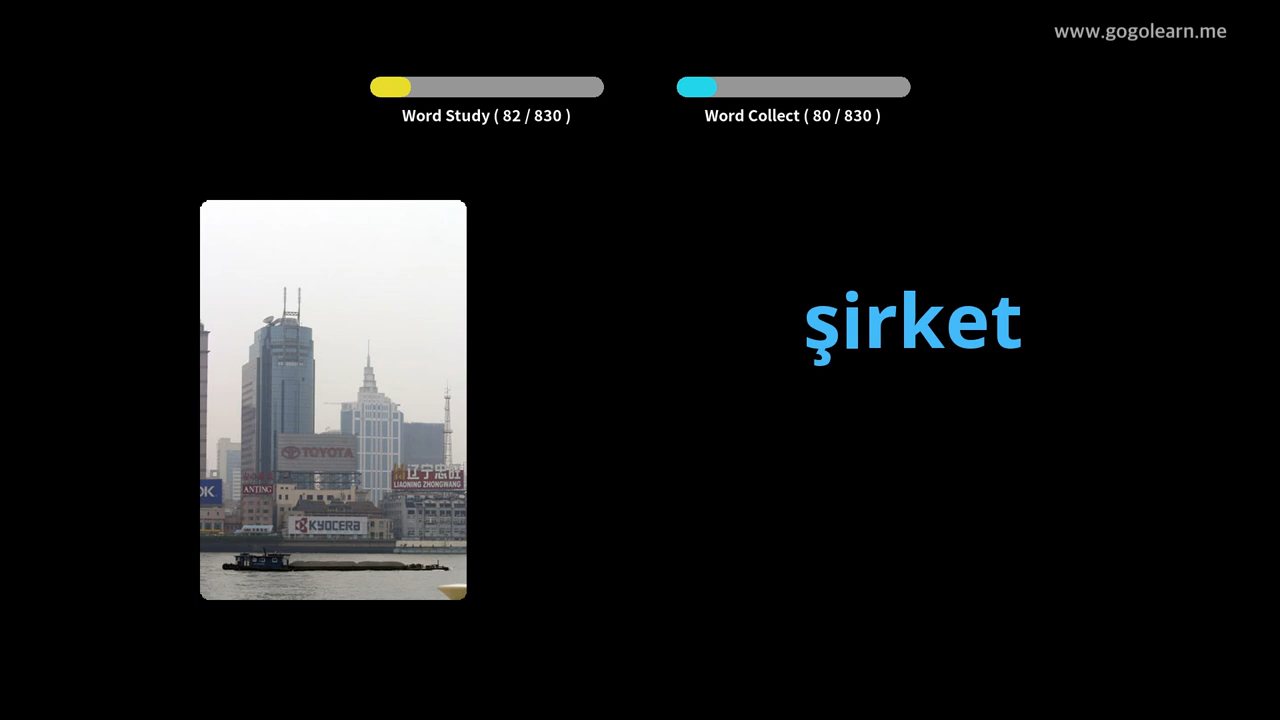 www.gogolearn.me
Word Study ( 82 / 830 )
Word Collect ( 80 / 830 )
şirket
TOYOTA
OK
ANTING
辽宁忠旺
LIAONING ZHONGWANG
KYOCERA